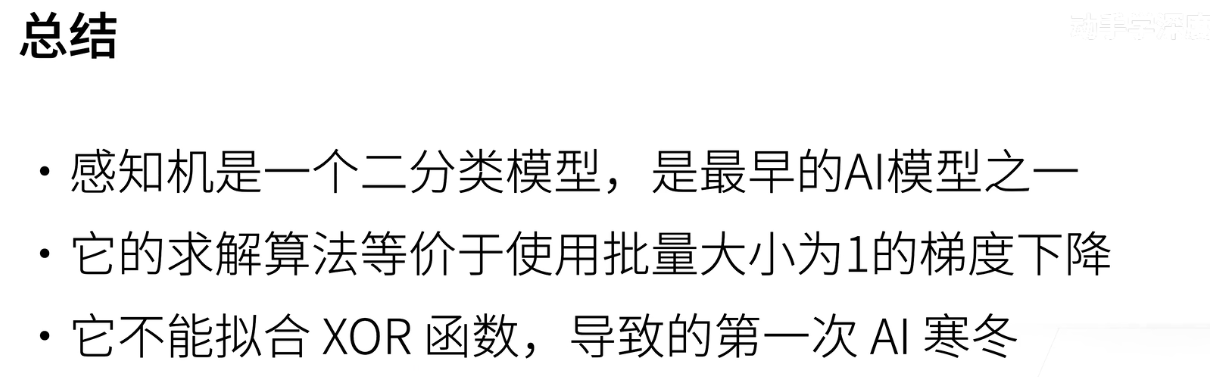 总结
• 感知机是一个二分类模型，是最早的AI模型之一
• 它的求解算法等价于使用批量大小为1的梯度下降
• 它不能拟合 XOR 函数，导致的第一次 AI 寒冬